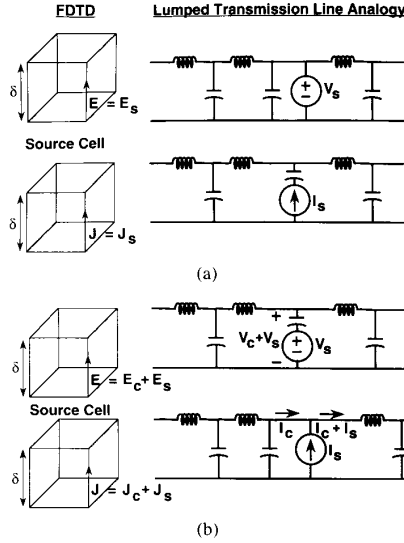 FDTD Lumped Transmission Line Analogy
δ
E = Es
+
−
Vs
Source Cell
δ
J = Js
Is
(a)
δ
E = Ec + Es
+
Vc+Vs
−
+
−
Vs
Source Cell
δ
J = Jc + Js
Ic
Ic + Is
Is
(b)